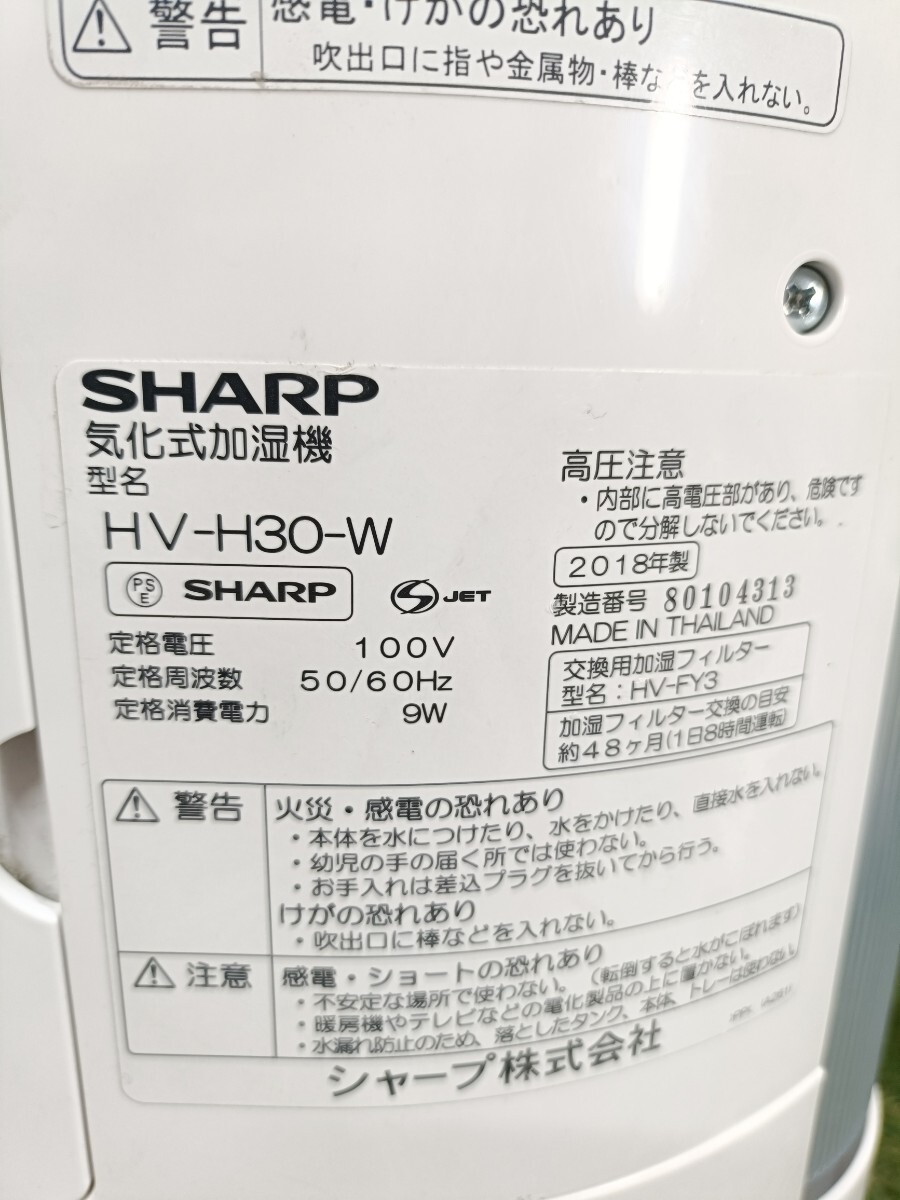 警告
感電・けがの恐れあり
吹出口に指や金属物・棒などを入れない。
SHARP
気化式加湿機
型名
HV-H30-W
PS
E
SHARP
S JET
定格電圧 100V
定格周波数 50/60Hz
定格消費電力 9W
高圧注意
・内部に高電圧部があり、危険です
ので分解しないでください。
2018年製
製造番号 80104313
MADE IN THAILAND
交換用加湿フィルター
型名：HV-FY3
加湿フィルター交換の目安
約48ヶ月(1日8時間運転)
警告
火災・感電の恐れあり
・本体を水につけたり、水をかけたり、直接水を入れない。
・幼児の手の届く所では使わない。
・お手入れは差込プラグを抜いてから行う。
けがの恐れあり
・吹出口に棒などを入れない。
注意
感電・ショートの恐れあり
・不安定な場所で使わない。（転倒すると水がこぼれます）
・暖房機やテレビなどの電化製品の上に置かない。
・水漏れ防止のため、落としたタンク、本体、トレーは使わない。
シャープ株式会社